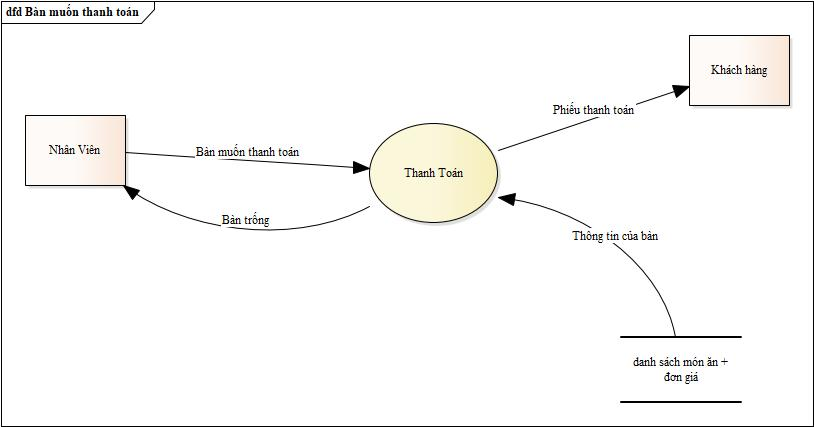 dfd Bàn muốn thanh toán
Khách hàng
Phiếu thanh toán
Nhân Viên
Bàn muốn thanh toán
Thanh Toán
Bàn trống
Thông tin của bàn
danh sách món ăn +
đơn giá